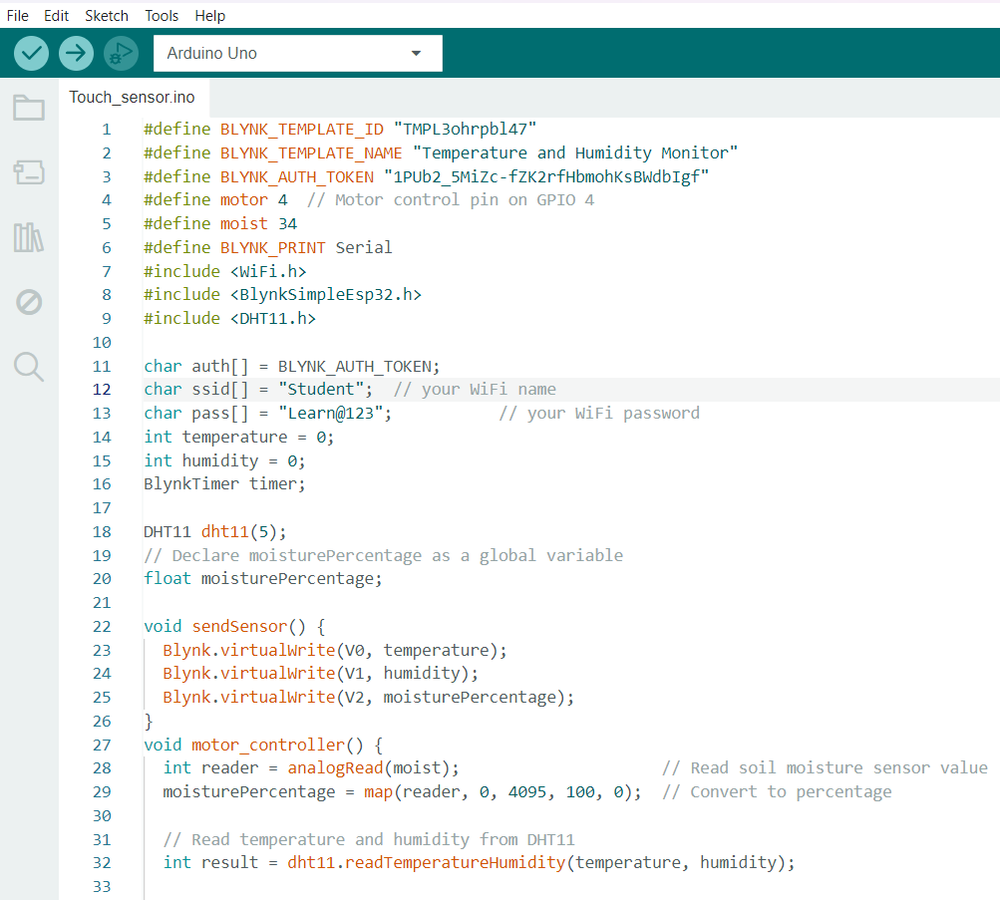 File Edit Sketch Tools Help
Arduino Uno
Touch_sensor.ino
1 #define BLYNK_TEMPLATE_ID "TMPL3ohrpbl47"
2 #define BLYNK_TEMPLATE_NAME "Temperature and Humidity Monitor"
3 #define BLYNK_AUTH_TOKEN "1PUb2_5MiZc-fZK2rfHbmohKsBWdbIgf"
4 #define motor 4  // Motor control pin on GPIO 4
5 #define moist 34
6 #define BLYNK_PRINT Serial
7 #include <WiFi.h>
8 #include <BlynkSimpleEsp32.h>
9 #include <DHT11.h>
10
11 char auth[] = BLYNK_AUTH_TOKEN;
12 char ssid[] = "Student";  // your WiFi name
13 char pass[] = "Learn@123";           // your WiFi password
14 int temperature = 0;
15 int humidity = 0;
16 BlynkTimer timer;
17
18 DHT11 dht11(5);
19 // Declare moisturePercentage as a global variable
20 float moisturePercentage;
21
22 void sendSensor() {
23   Blynk.virtualWrite(V0, temperature);
24   Blynk.virtualWrite(V1, humidity);
25   Blynk.virtualWrite(V2, moisturePercentage);
26 }
27 void motor_controller() {
28   int reader = analogRead(moist);                     // Read soil moisture sensor value
29   moisturePercentage = map(reader, 0, 4095, 100, 0);  // Convert to percentage
30
31   // Read temperature and humidity from DHT11
32   int result = dht11.readTemperatureHumidity(temperature, humidity);
33